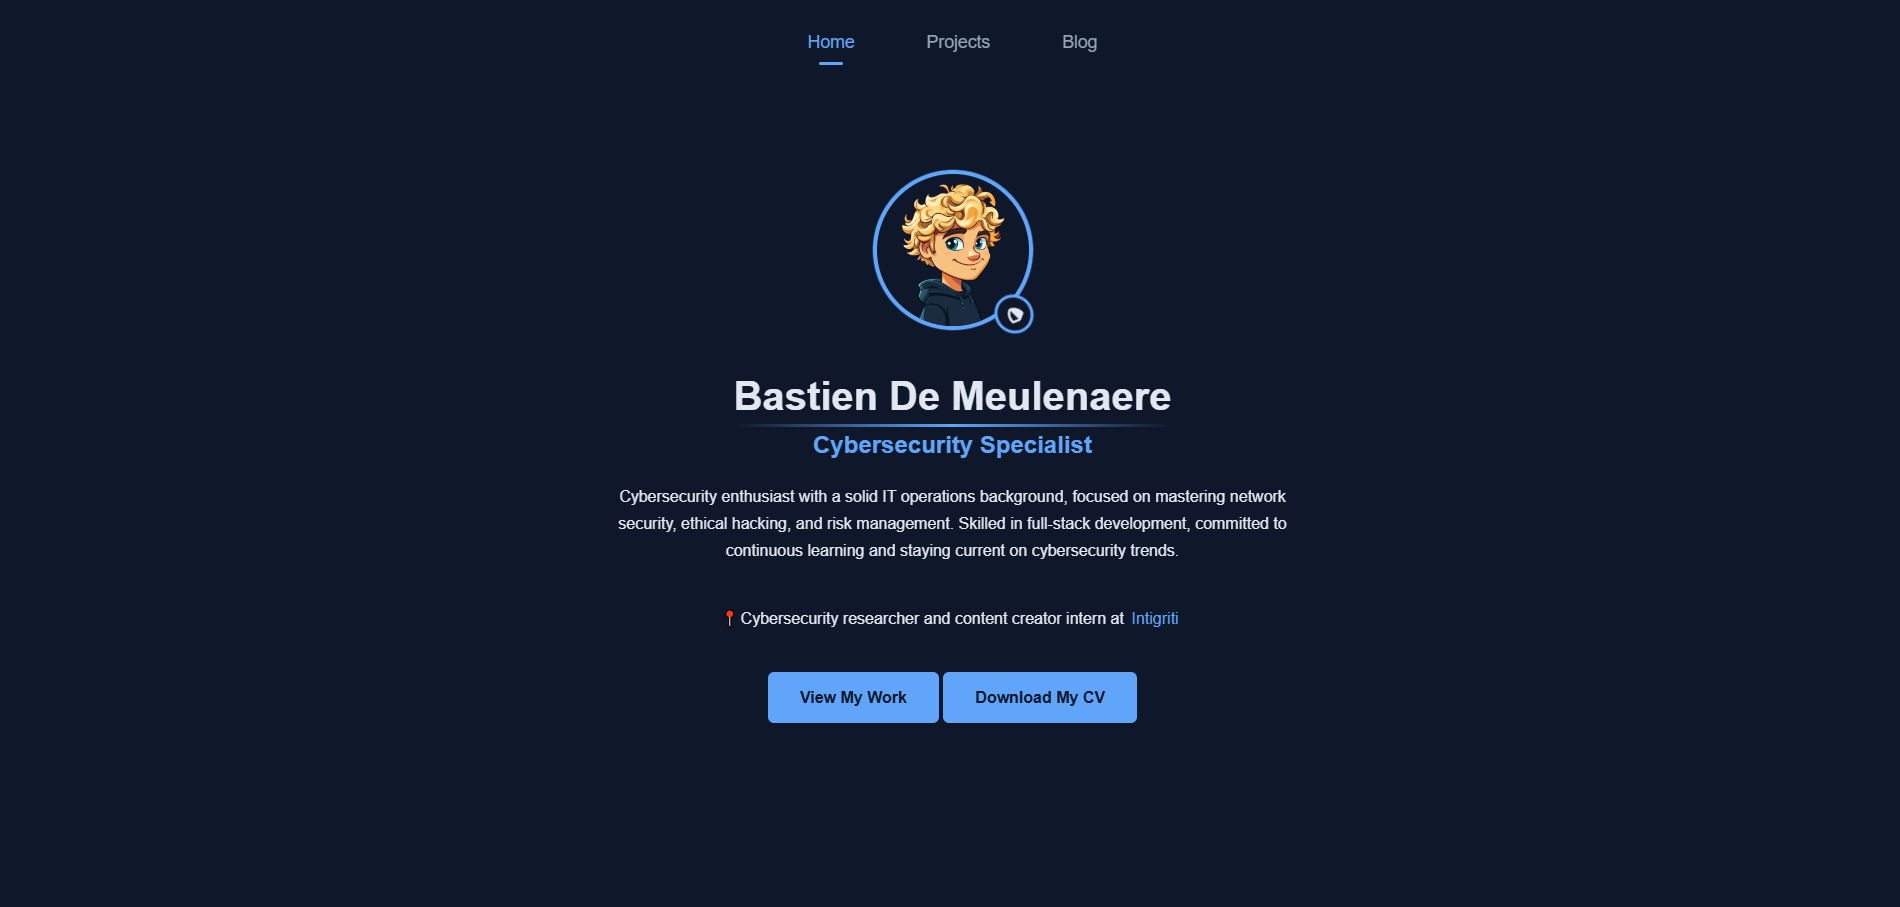 Home Projects Blog
Bastien De Meulenaere
Cybersecurity Specialist
Cybersecurity enthusiast with a solid IT operations background, focused on mastering network
security, ethical hacking, and risk management. Skilled in full-stack development, committed to
continuous learning and staying current on cybersecurity trends.
📍Cybersecurity researcher and content creator intern at Intigriti
View My Work Download My CV